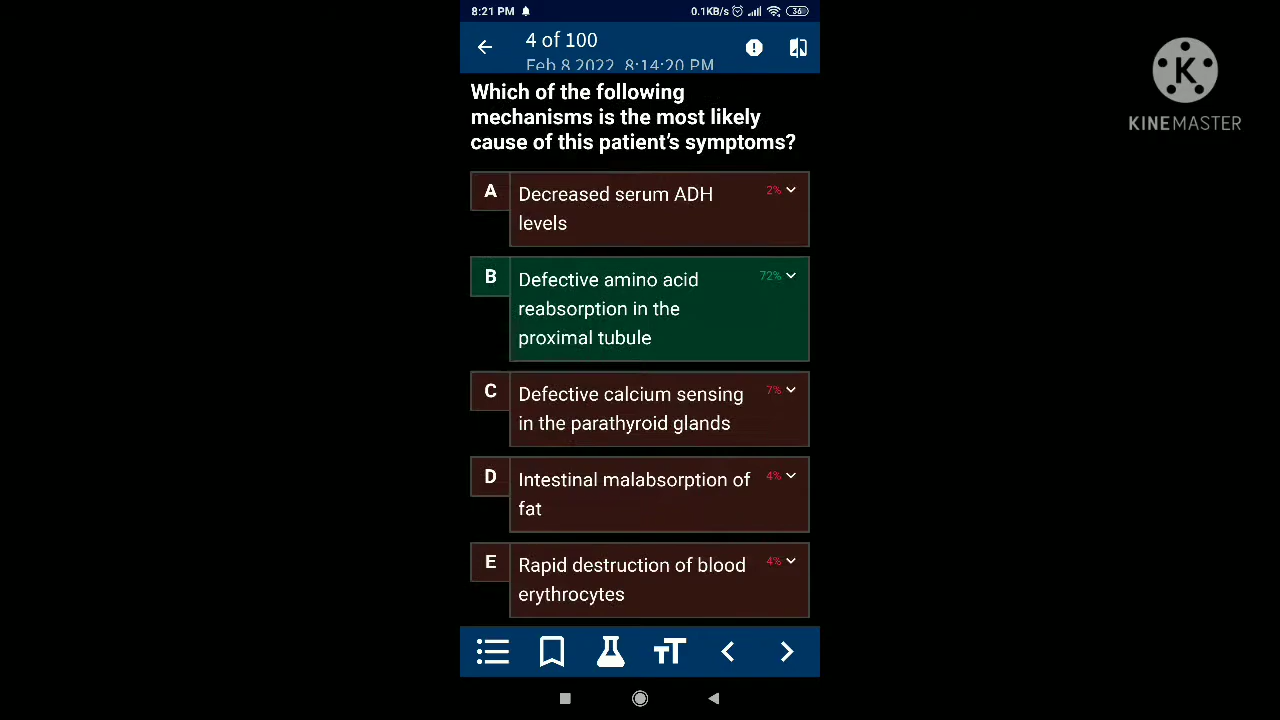 8:21 PM
0.1KB/s
36
4 of 100
Feb 8 2022 8:14:20 PM
Which of the following
mechanisms is the most likely
cause of this patient's symptoms?
A
Decreased serum ADH
levels
2%
B
Defective amino acid
reabsorption in the
proximal tubule
72%
C
Defective calcium sensing
in the parathyroid glands
7%
D
Intestinal malabsorption of
fat
4%
E
Rapid destruction of blood
erythrocytes
4%
TT
K
KINEMASTER